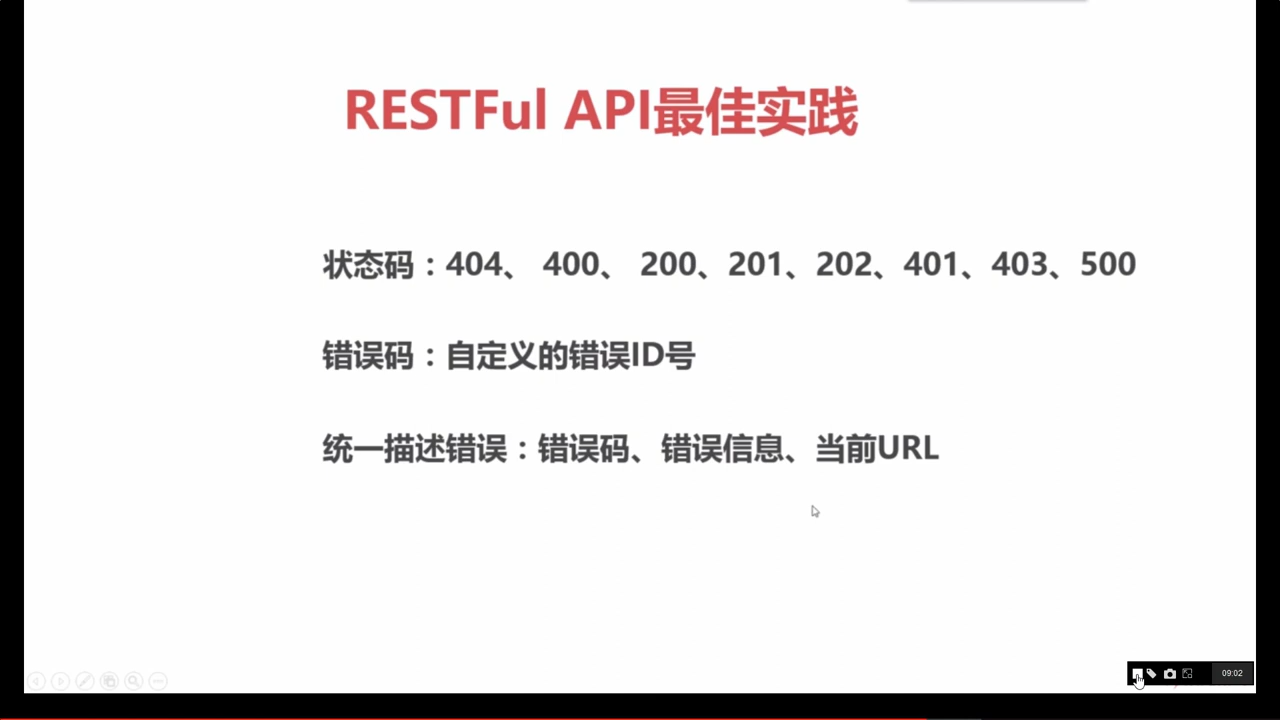 RESTFul API最佳实践
状态码：404、 400、 200、201、202、401、403、500
错误码：自定义的错误ID号
统一描述错误：错误码、错误信息、当前URL
09:02